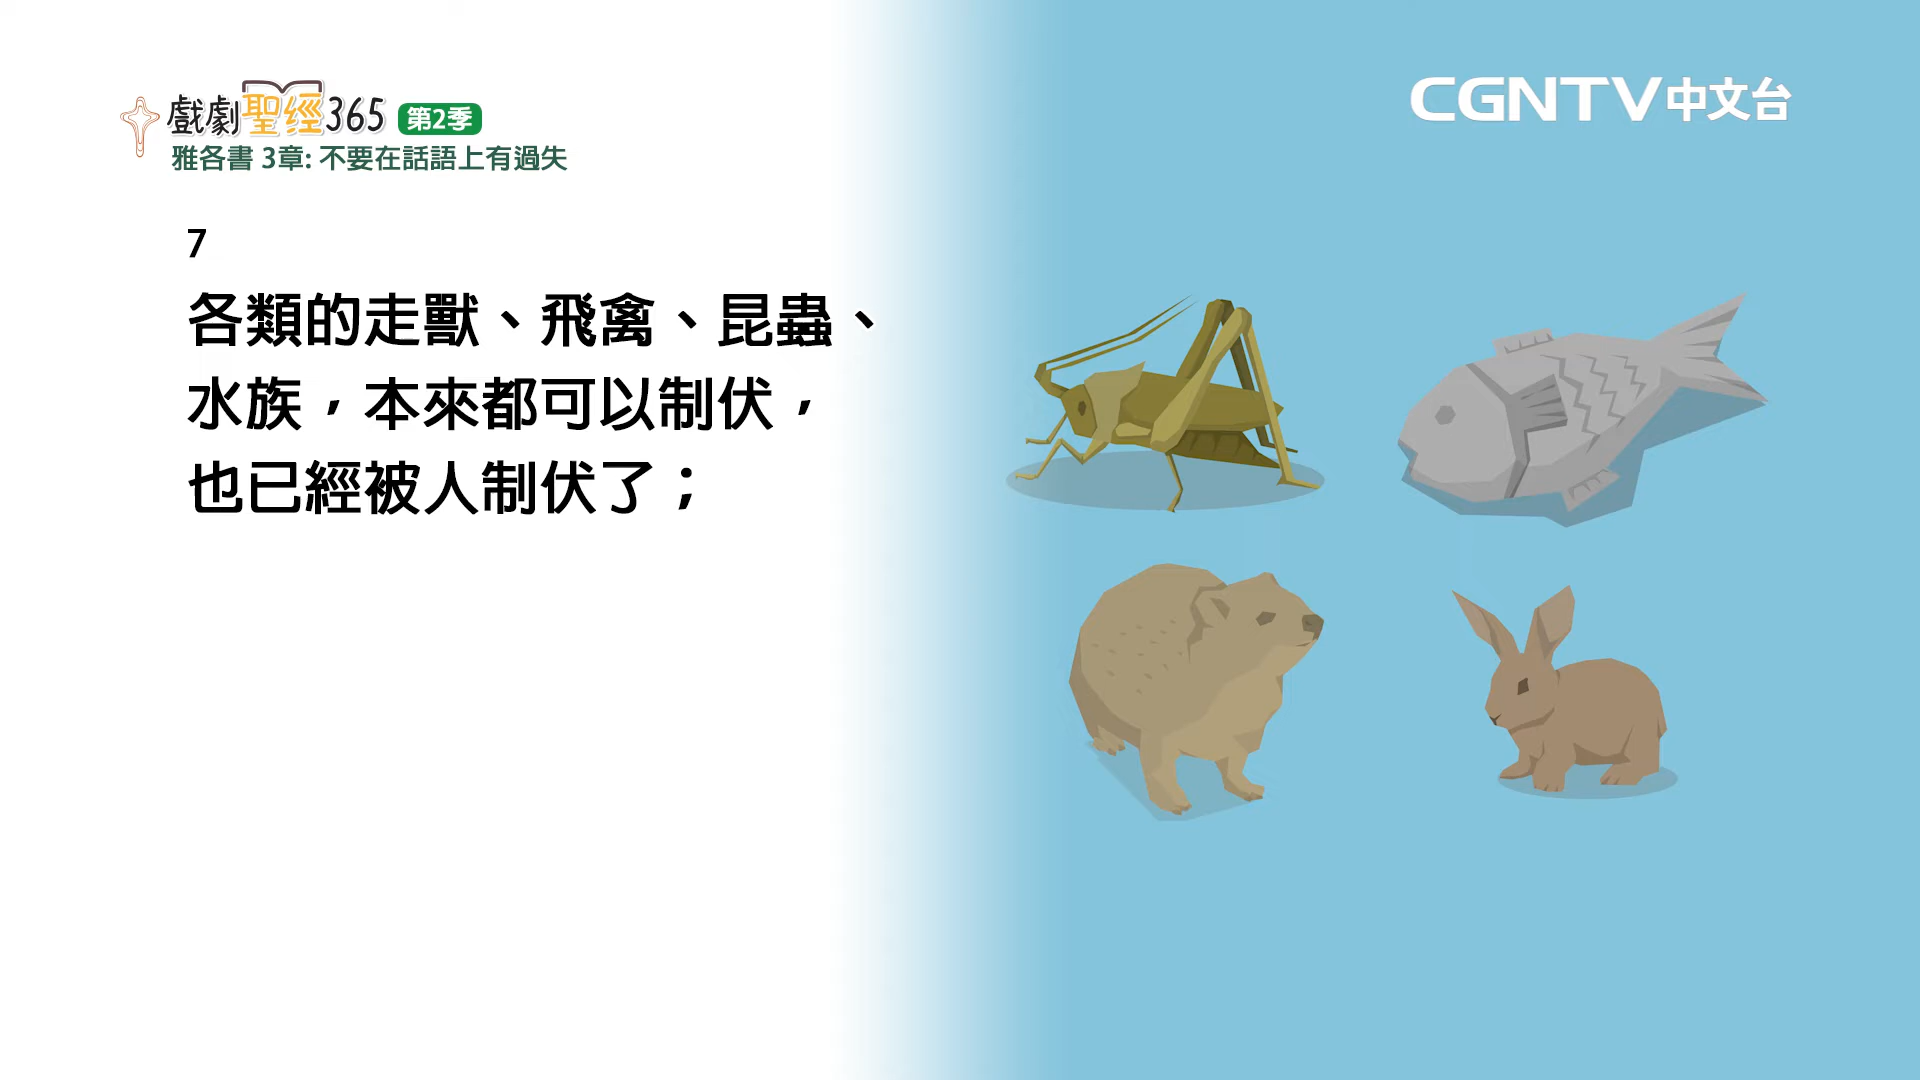 戲劇聖經365 第2季
CGNTV中文台
雅各書 3章: 不要在話語上有過失
7
各類的走獸、飛禽、昆蟲、
水族，本來都可以制伏，
也已經被人制伏了；